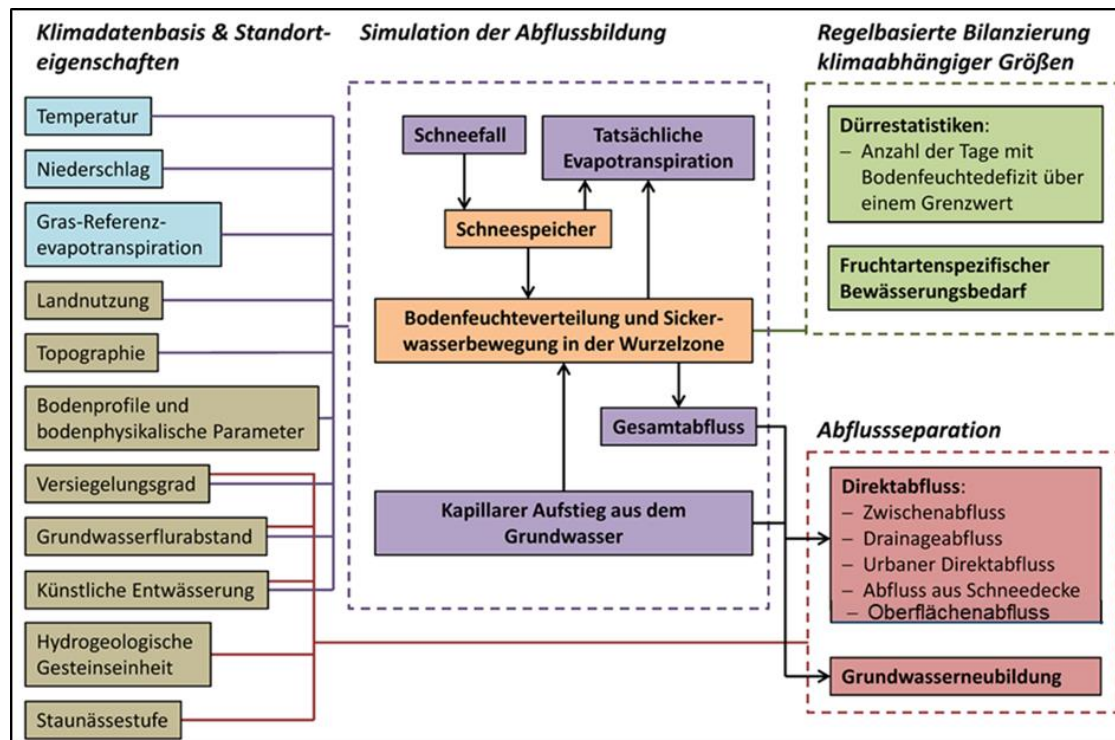 Klimadatenbasis & Standort-
eigenschaften
Temperatur
Niederschlag
Gras-Referenz-
evapotranspiration
Landnutzung
Topographie
Bodenprofile und
bodenphysikalische Parameter
Versiegelungsgrad
Grundwasserflurabstand
Künstliche Entwässerung
Hydrogeologische
Gesteinseinheit
Staunässestufe
Simulation der Abflussbildung
Schneefall
Tatsächliche
Evapotranspiration
Schneespeicher
Bodenfeuchteverteilung und Sicker-
wasserbewegung in der Wurzelzone
Gesamtabfluss
Kapillarer Aufstieg aus dem
Grundwasser
Regelbasierte Bilanzierung
klimaabhängiger Größen
Dürrestatistiken:
– Anzahl der Tage mit
Bodenfeuchtedefizit über
einem Grenzwert
Fruchtartenspezifischer
Bewässerungsbedarf
Abflussseparation
Direktabfluss:
– Zwischenabfluss
– Drainageabfluss
– Urbaner Direktabfluss
– Abfluss aus Schneedecke
– Oberflächenabfluss
Grundwasserneubildung